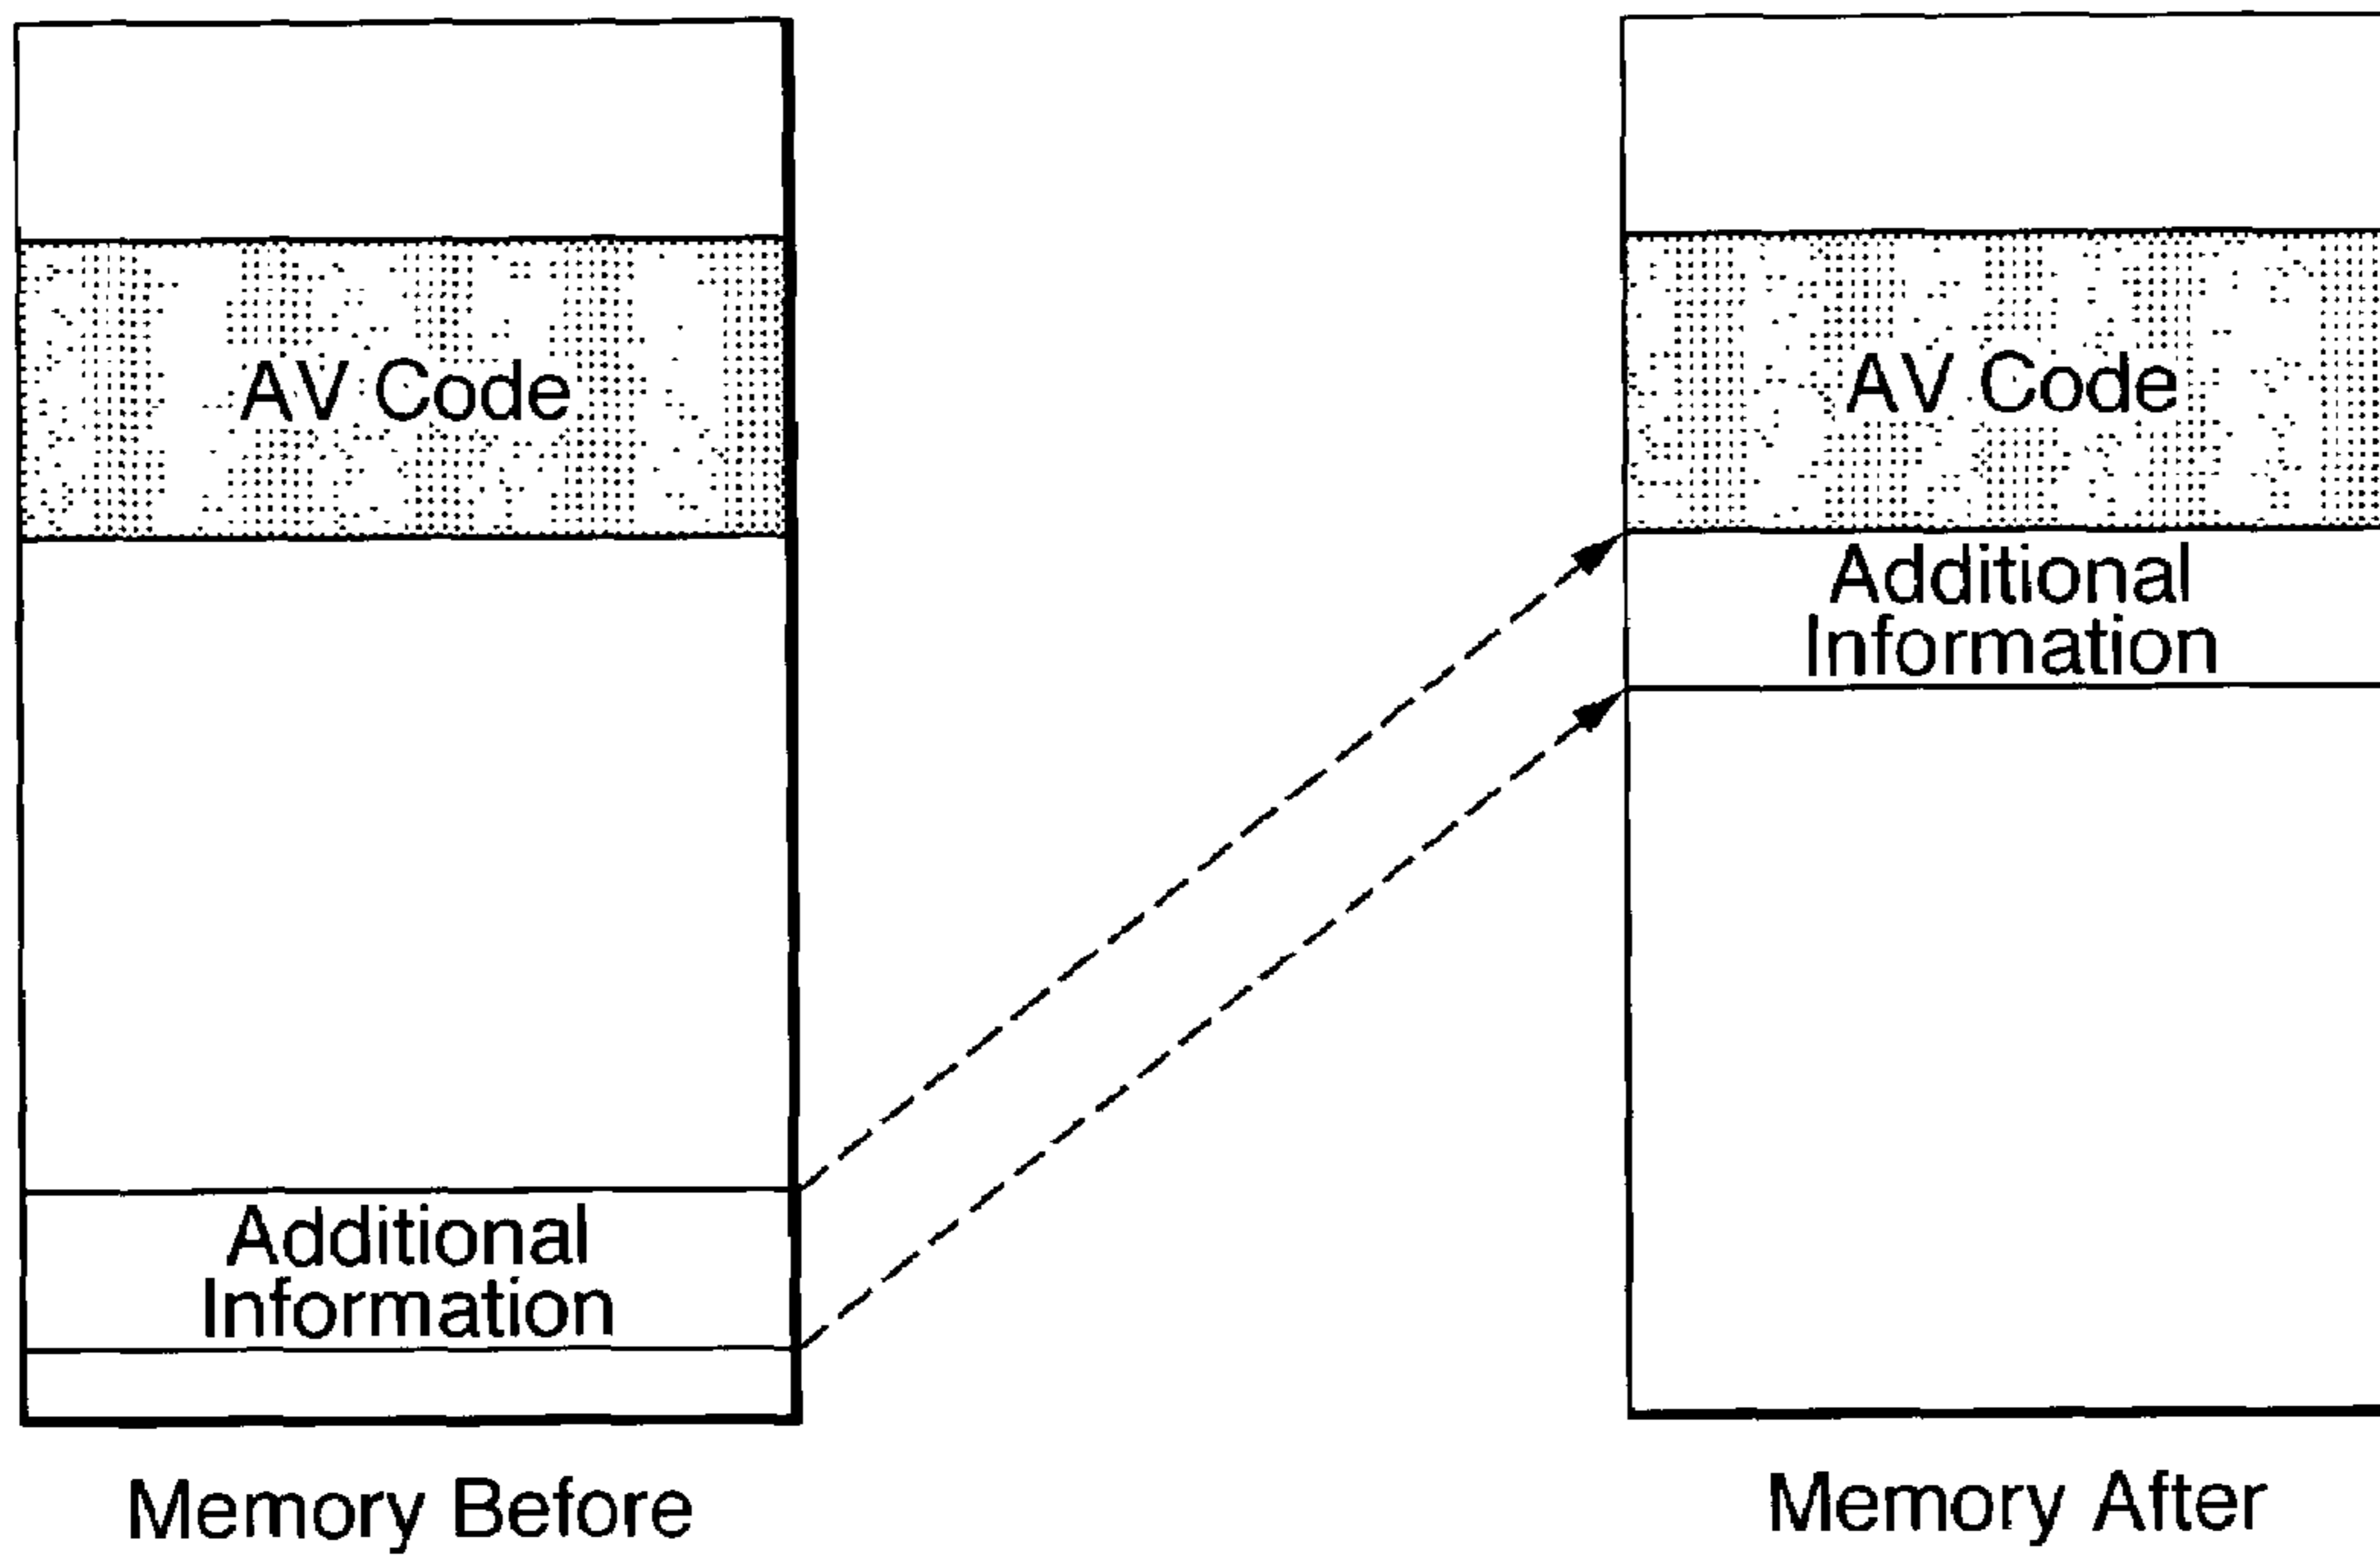 AV Code
Additional
Information
Memory Before
AV Code
Additional
Information
Memory After